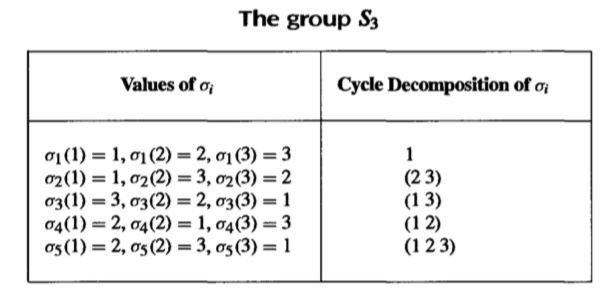 The group S₃
Values of σᵢ Cycle Decomposition of σᵢ
σ₁(1) = 1, σ₁(2) = 2, σ₁(3) = 3 1
σ₂(1) = 1, σ₂(2) = 3, σ₂(3) = 2 (2 3)
σ₃(1) = 3, σ₃(2) = 2, σ₃(3) = 1 (1 3)
σ₄(1) = 2, σ₄(2) = 1, σ₄(3) = 3 (1 2)
σ₅(1) = 2, σ₅(2) = 3, σ₅(3) = 1 (1 2 3)